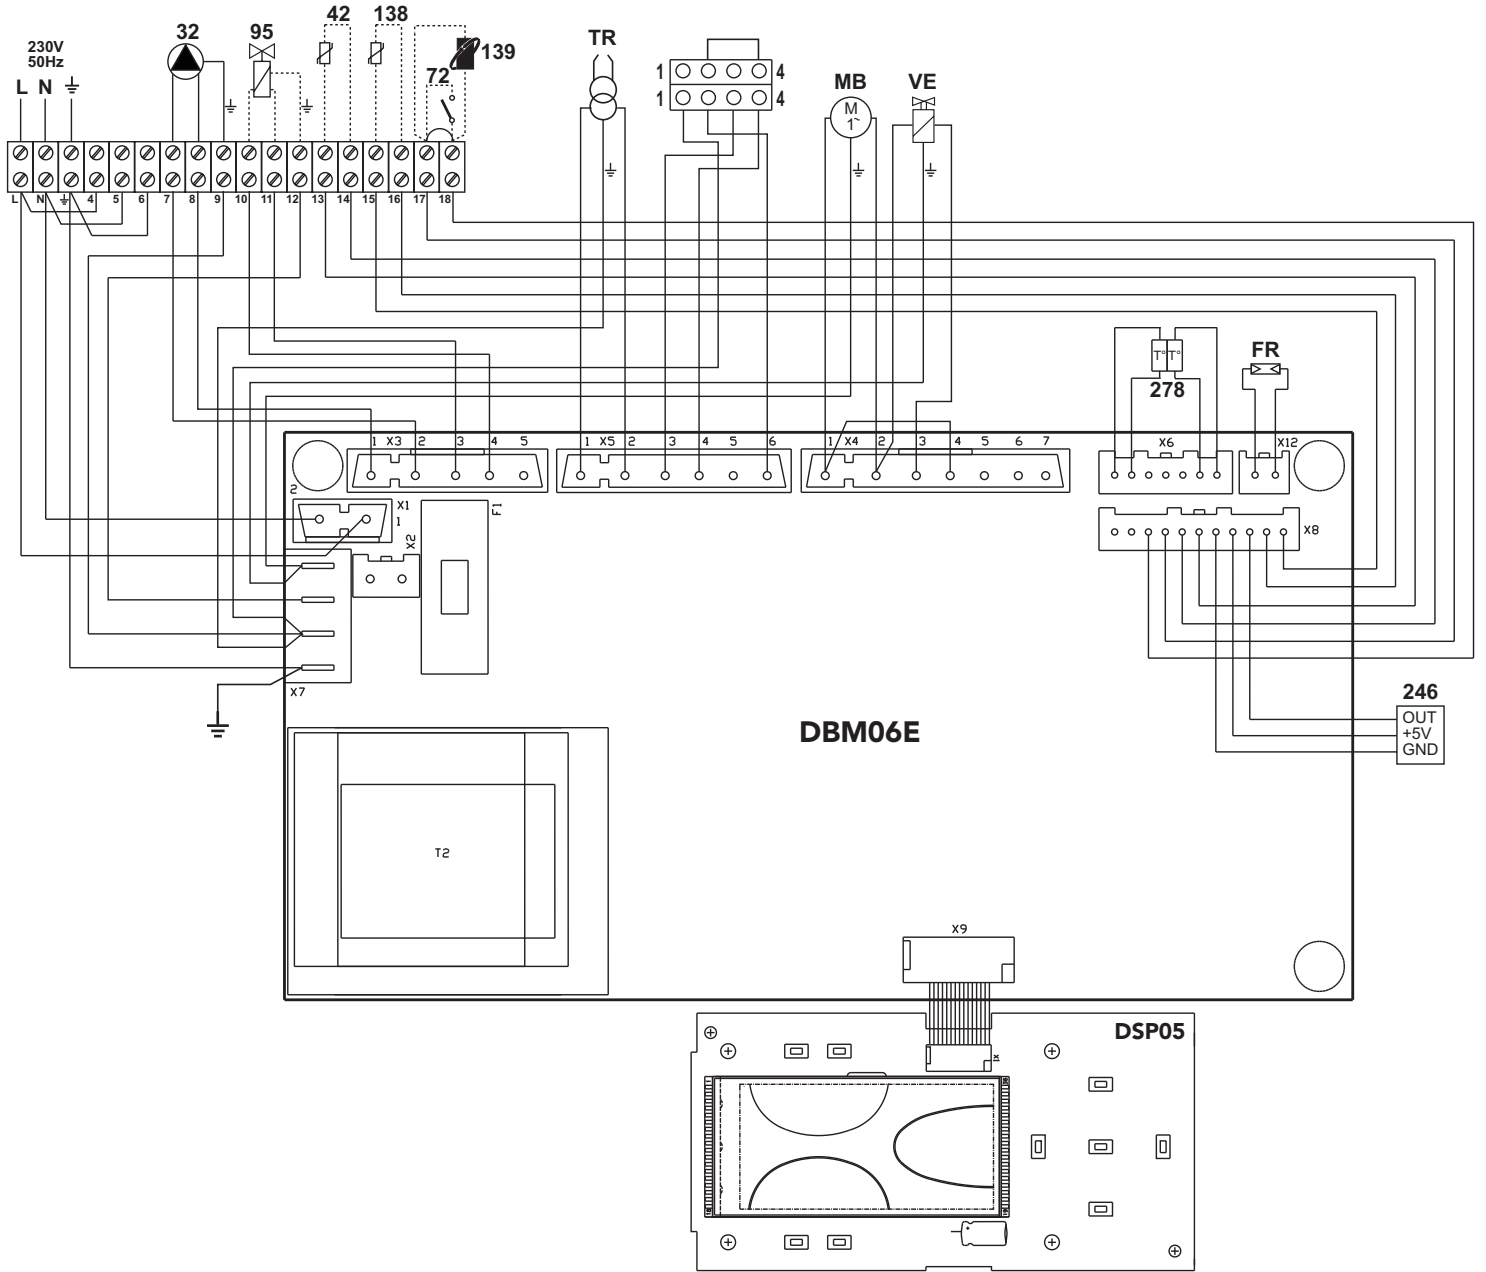 42 138
32 95
230V
50Hz
L N
139
72
TR
1 4
1 4
MB
M
1~
VE
L N 4 5 6 7 8 9 10 11 12 13 14 15 16 17 18
T° T°
278
FR
1 X3 2 3 4 5
1 X5 2 3 4 5 6
1 X4 2 3 4 5 6 7
X6
X12
2
X1
1
X2
F1
X8
X7
246
OUT
+5V
GND
DBM06E
T2
X9
DSP05